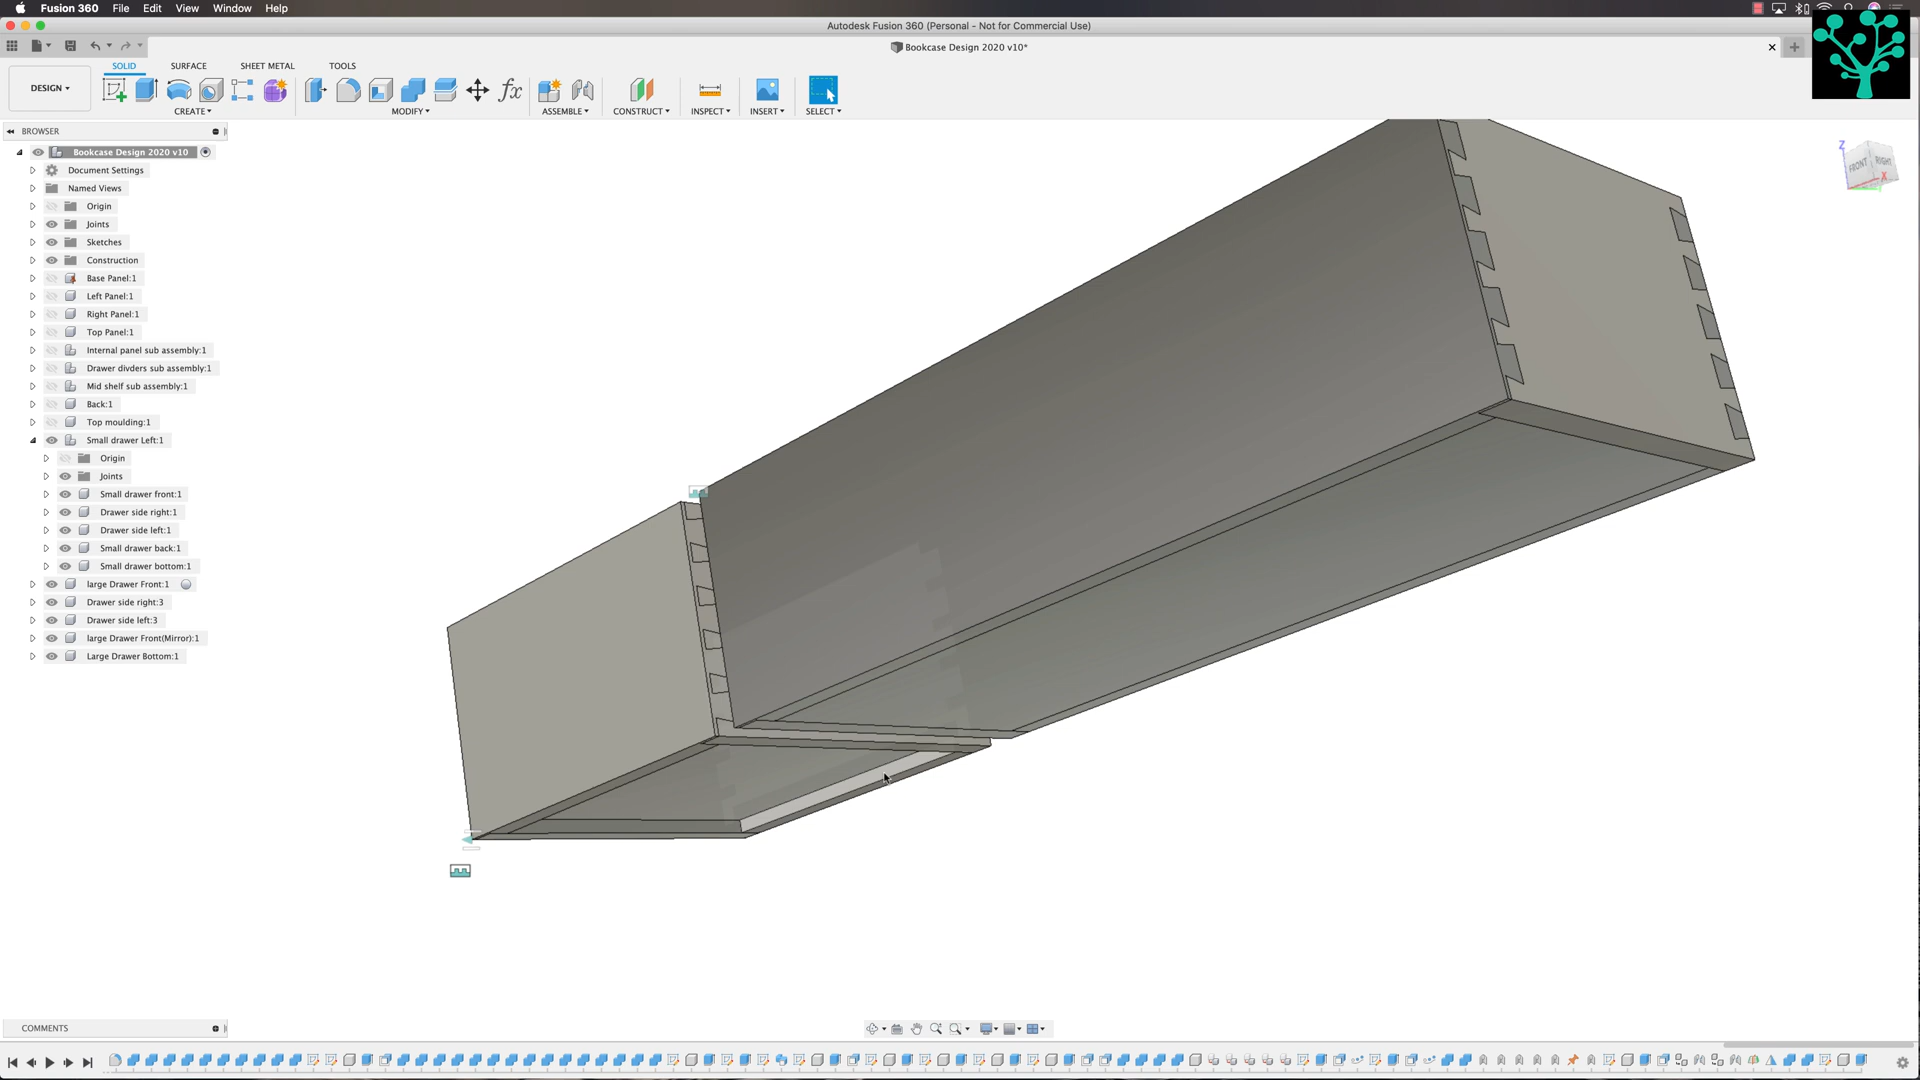 Fusion 360 File Edit View Window Help
Autodesk Fusion 360 (Personal - Not for Commercial Use)
Bookcase Design 2020 v10*
SOLID SURFACE SHEET METAL TOOLS
DESIGN
fx
CREATE MODIFY ASSEMBLE CONSTRUCT INSPECT INSERT SELECT
BROWSER
Bookcase Design 2020 v10
Document Settings
Named Views
Origin
Joints
Sketches
Construction
Base Panel:1
Left Panel:1
Right Panel:1
Top Panel:1
Internal panel sub assembly:1
Drawer divders sub assembly:1
Mid shelf sub assembly:1
Back:1
Top moulding:1
Small drawer Left:1
Origin
Joints
Small drawer front:1
Drawer side right:1
Drawer side left:1
Small drawer back:1
Small drawer bottom:1
large Drawer Front:1
Drawer side right:3
Drawer side left:3
large Drawer Front(Mirror):1
Large Drawer Bottom:1
Z
FRONT RIGHT
X
COMMENTS